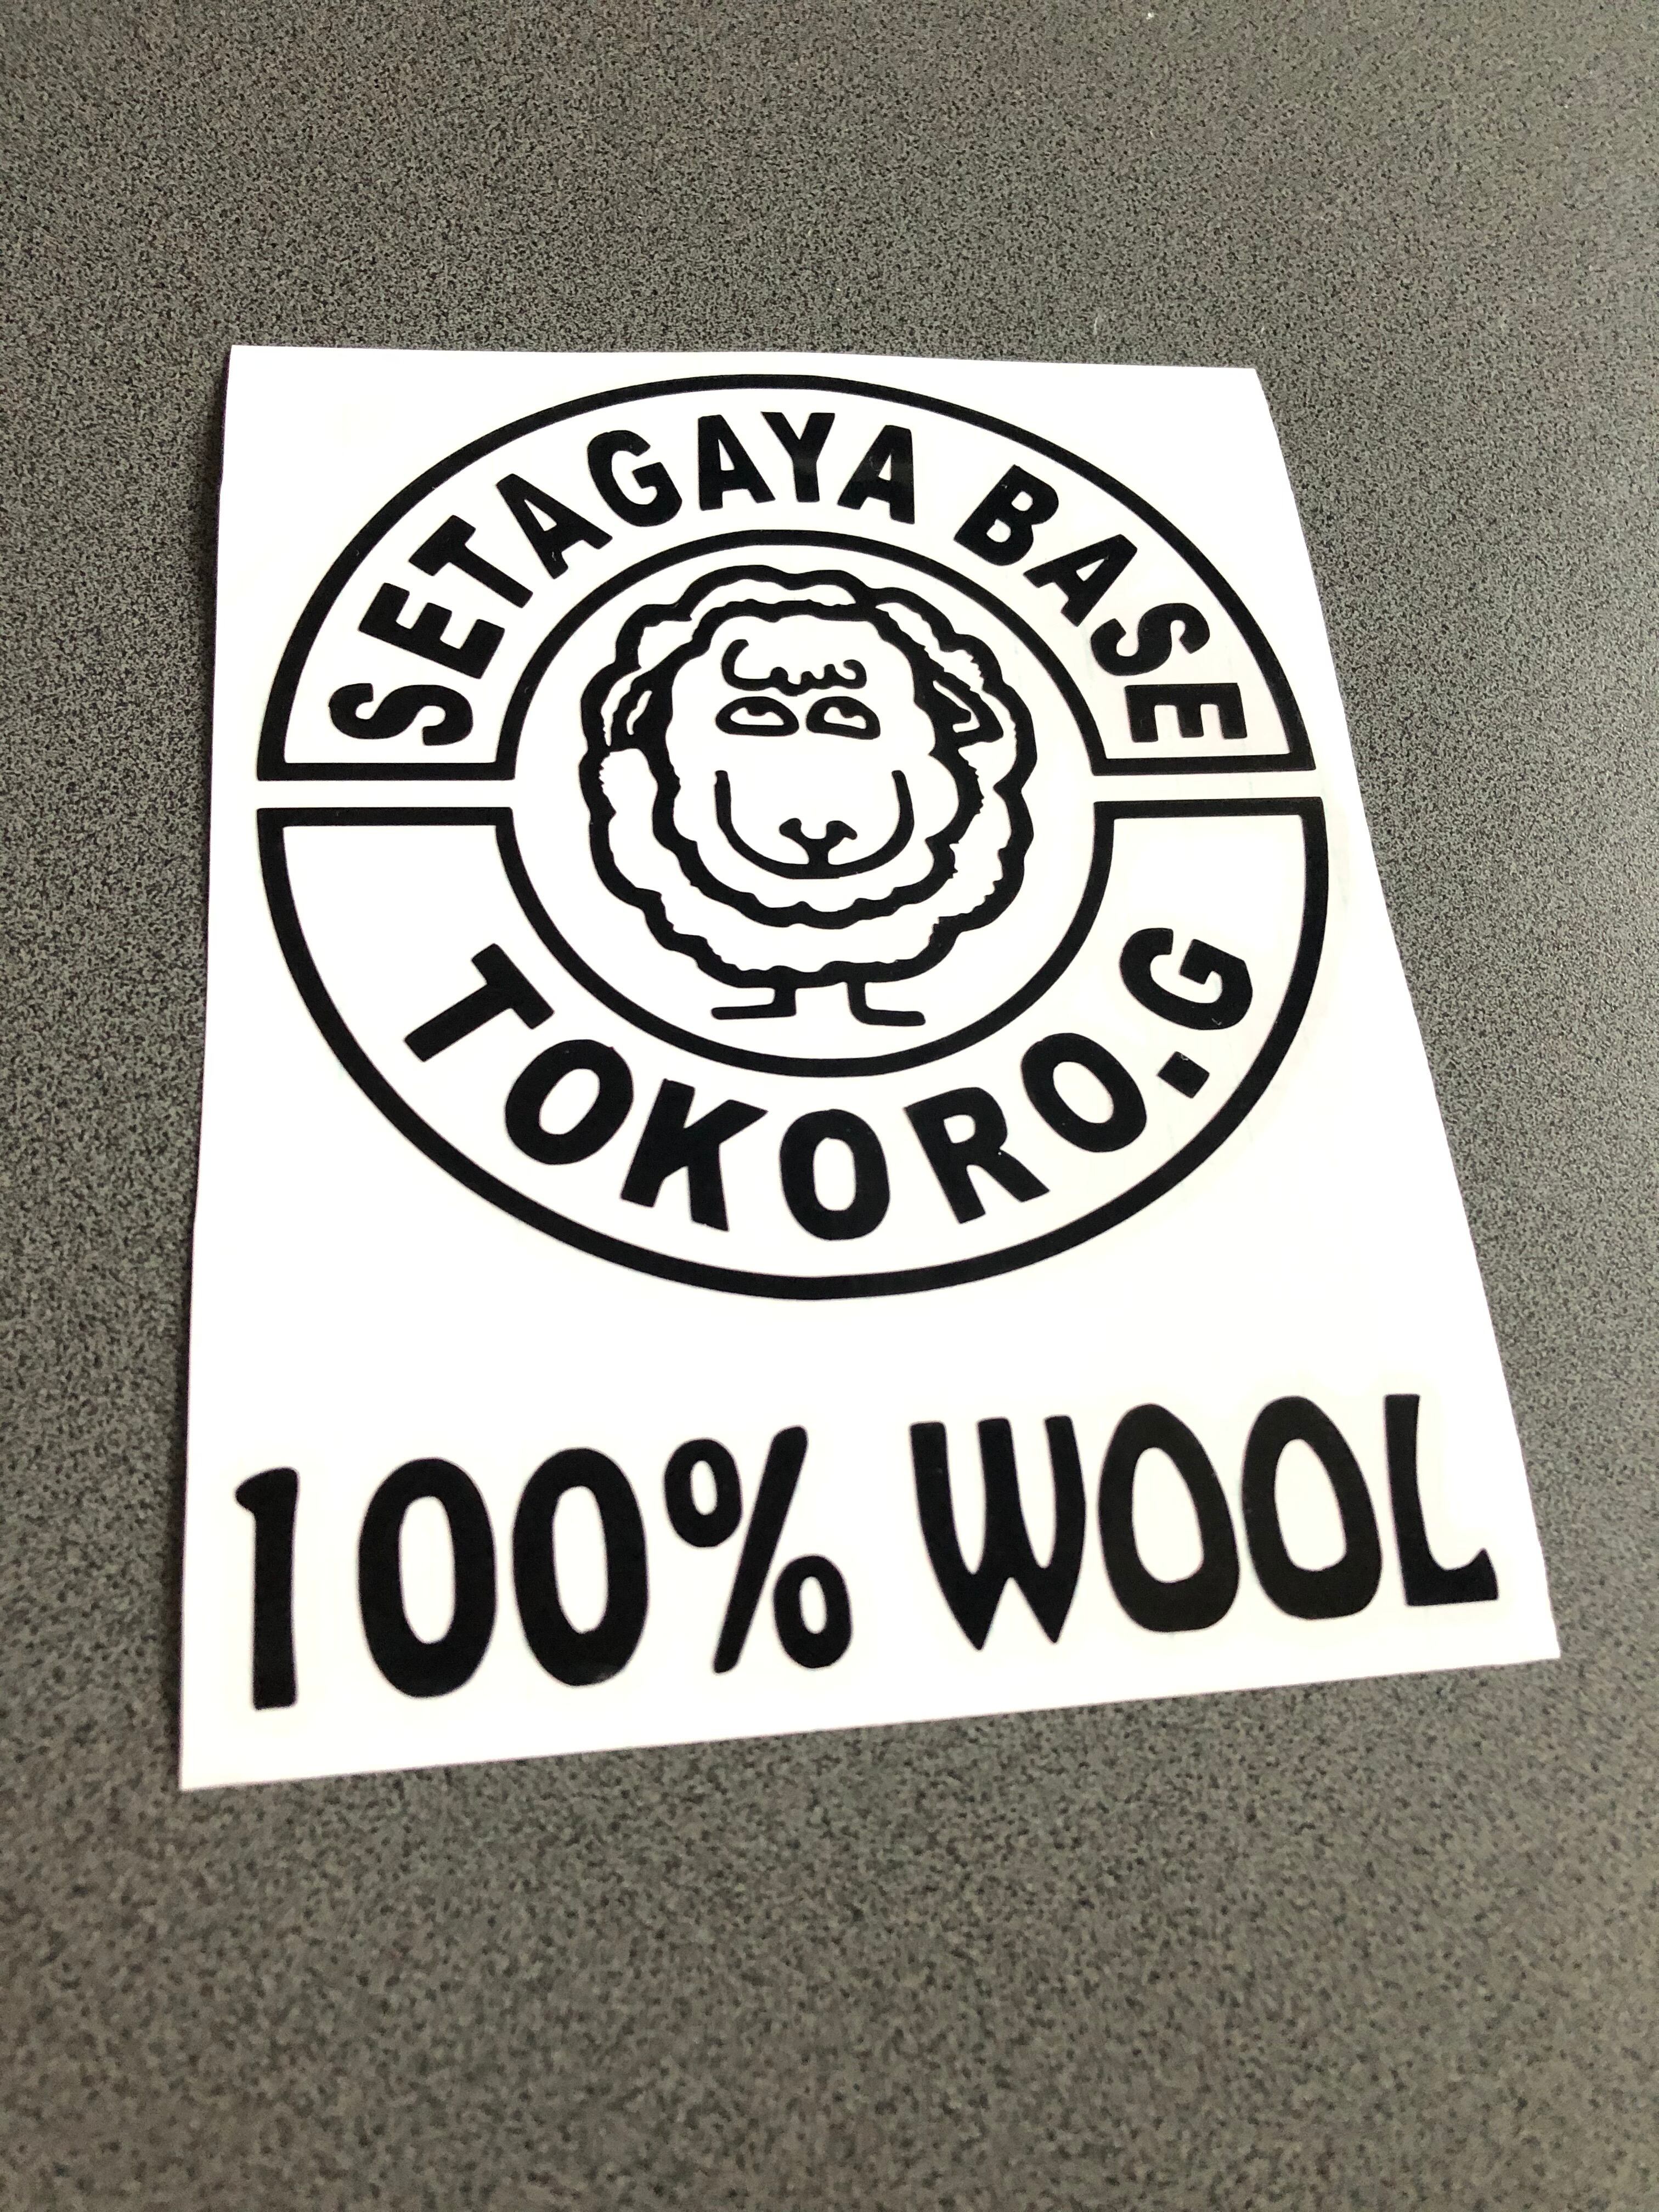 SETAGAYA BASE
TOKORO.G
100% WOOL